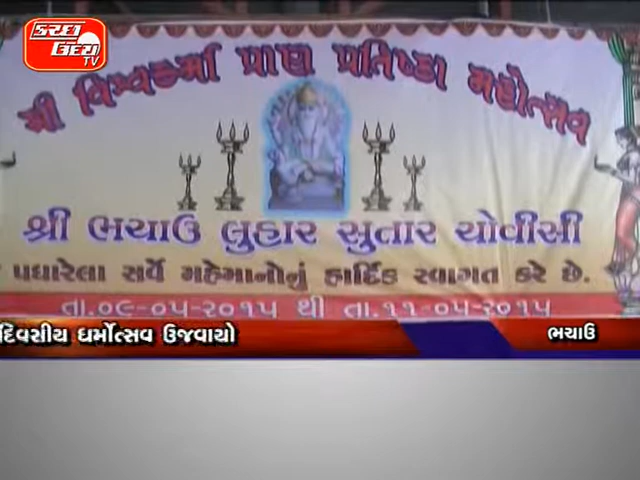 કચ્છ
ઉદય
TV
શ્રી વિશ્વકર્મા પ્રાણ પ્રતિષ્ઠા મહોત્સવ
શ્રી ભચાઉ લુહાર સુતાર ચોવીસી
પધારેલા સર્વે મહેમાનોનું હાર્દિક સ્વાગત કરે છે.
તા.૦૯-૦૫-૨૦૧૫ થી તા.૧૧-૦૫-૨૦૧૫
દિવસીય ધર્મોત્સવ ઉજવાયો
ભચાઉ